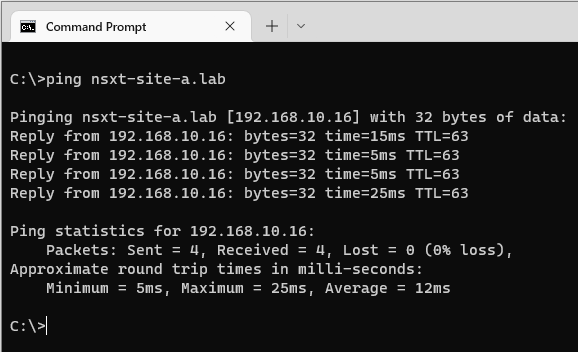 Command Prompt
C:\>ping nsxt-site-a.lab
Pinging nsxt-site-a.lab [192.168.10.16] with 32 bytes of data:
Reply from 192.168.10.16: bytes=32 time=15ms TTL=63
Reply from 192.168.10.16: bytes=32 time=5ms TTL=63
Reply from 192.168.10.16: bytes=32 time=5ms TTL=63
Reply from 192.168.10.16: bytes=32 time=25ms TTL=63
Ping statistics for 192.168.10.16:
    Packets: Sent = 4, Received = 4, Lost = 0 (0% loss),
Approximate round trip times in milli-seconds:
    Minimum = 5ms, Maximum = 25ms, Average = 12ms
C:\>